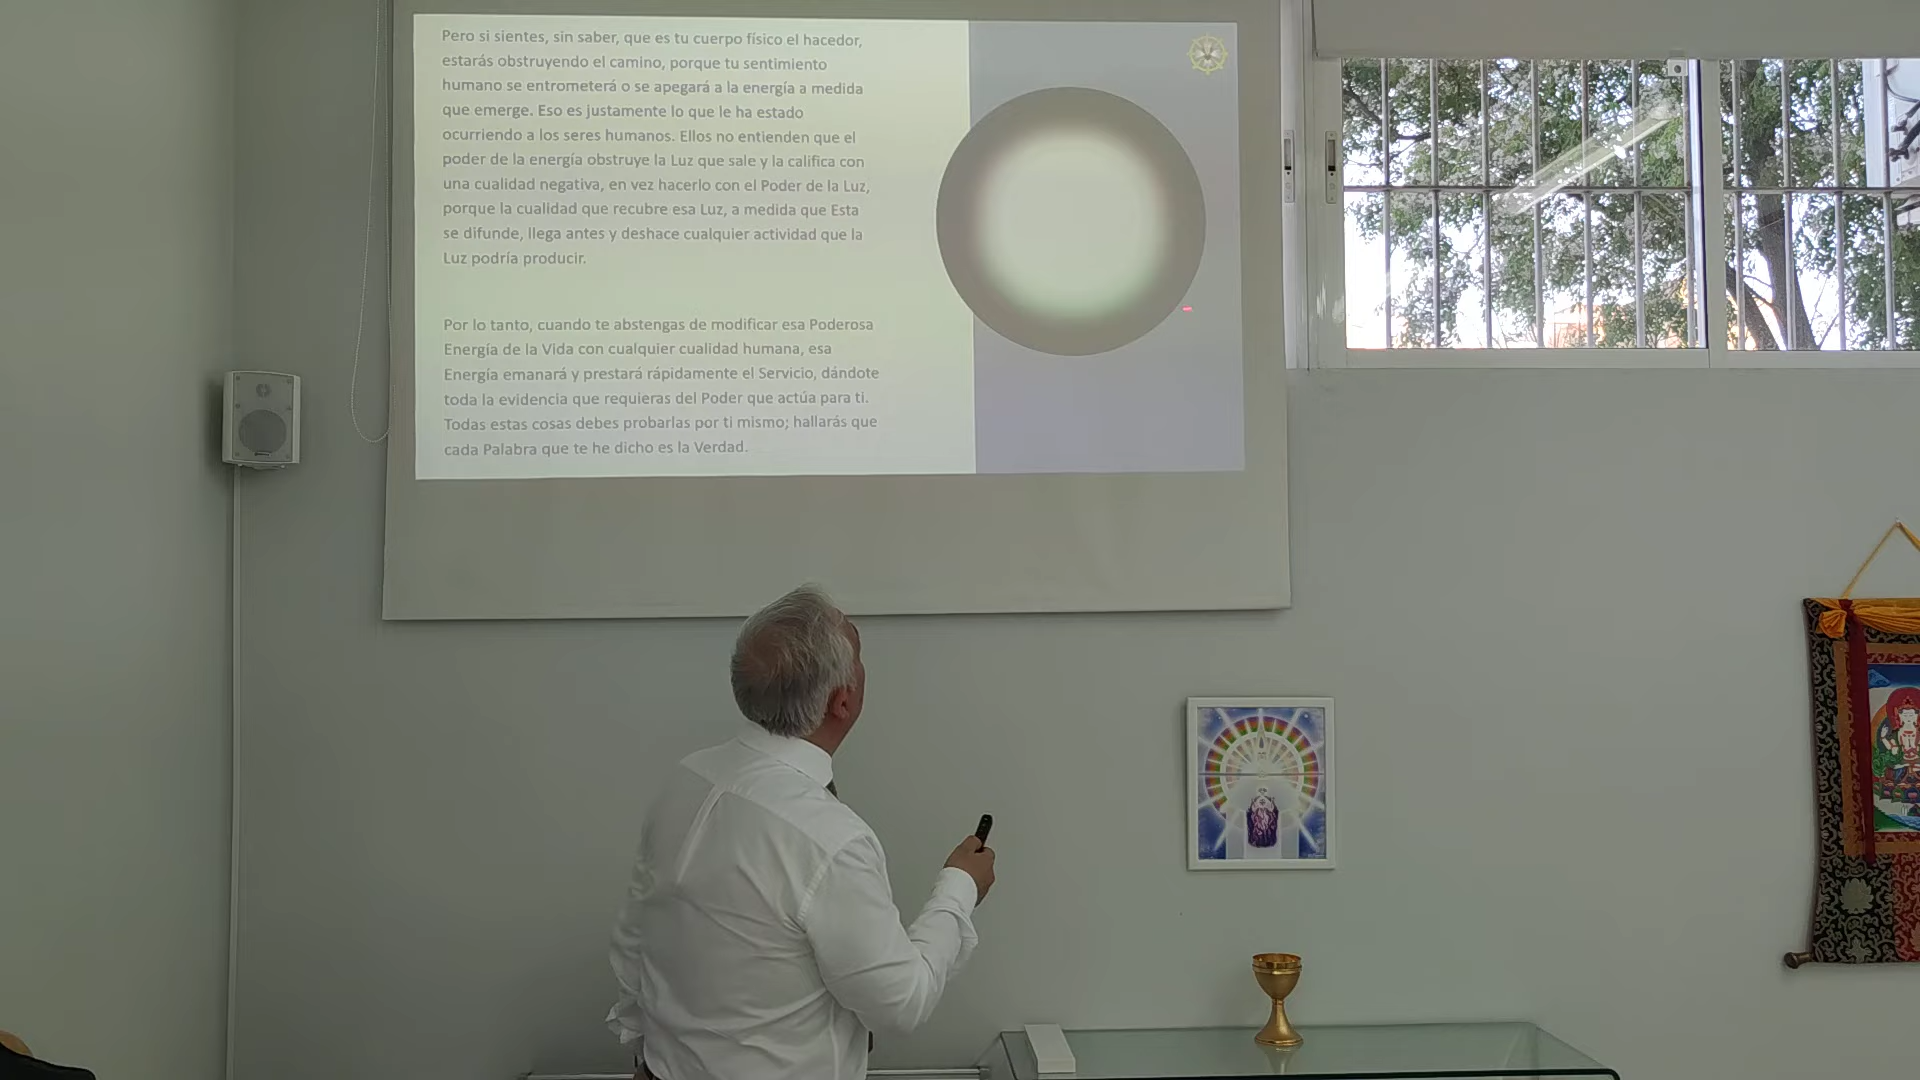 Pero si sientes, sin saber, que es tu cuerpo físico el hacedor,
estarás obstruyendo el camino, porque tu sentimiento
humano se entrometerá o se apegará a la energía a medida
que emerge. Eso es justamente lo que le ha estado
ocurriendo a los seres humanos. Ellos no entienden que el
poder de la energía obstruye la Luz que sale y la califica con
una cualidad negativa, en vez hacerlo con el Poder de la Luz,
porque la cualidad que recubre esa Luz, a medida que Esta
se difunde, llega antes y deshace cualquier actividad que la
Luz podría producir.
Por lo tanto, cuando te abstengas de modificar esa Poderosa
Energía de la Vida con cualquier cualidad humana, esa
Energía emanará y prestará rápidamente el Servicio, dándote
toda la evidencia que requieras del Poder que actúa para ti.
Todas estas cosas debes probarlas por ti mismo; hallarás que
cada Palabra que te he dicho es la Verdad.